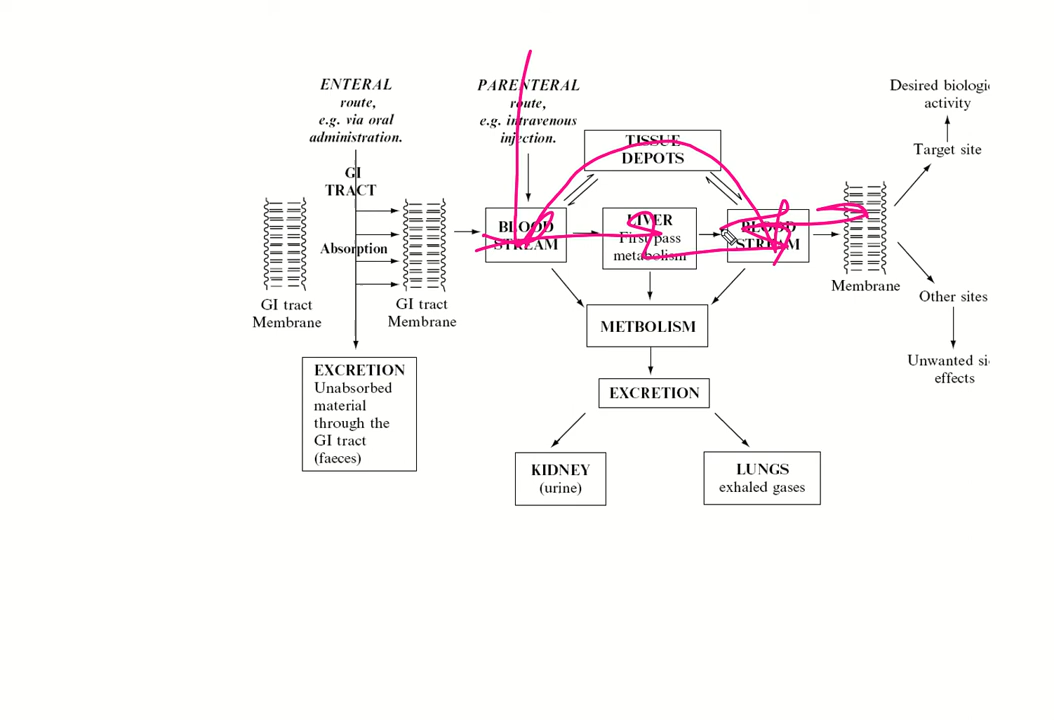 ENTERAL
route,
e.g. via oral
administration.
PARENTERAL
route,
e.g. intravenous
injection.
GI
TRACT
Absorption
GI tract
Membrane
GI tract
Membrane
EXCRETION
Unabsorbed
material
through the
GI tract
(faeces)
BLOOD
STREAM
TISSUE
DEPOTS
LIVER
First pass
metabolism
BLOOD
STREAM
METBOLISM
EXCRETION
KIDNEY
(urine)
LUNGS
exhaled gases
Membrane
Desired biologic
activity
Target site
Other sites
Unwanted si
effects